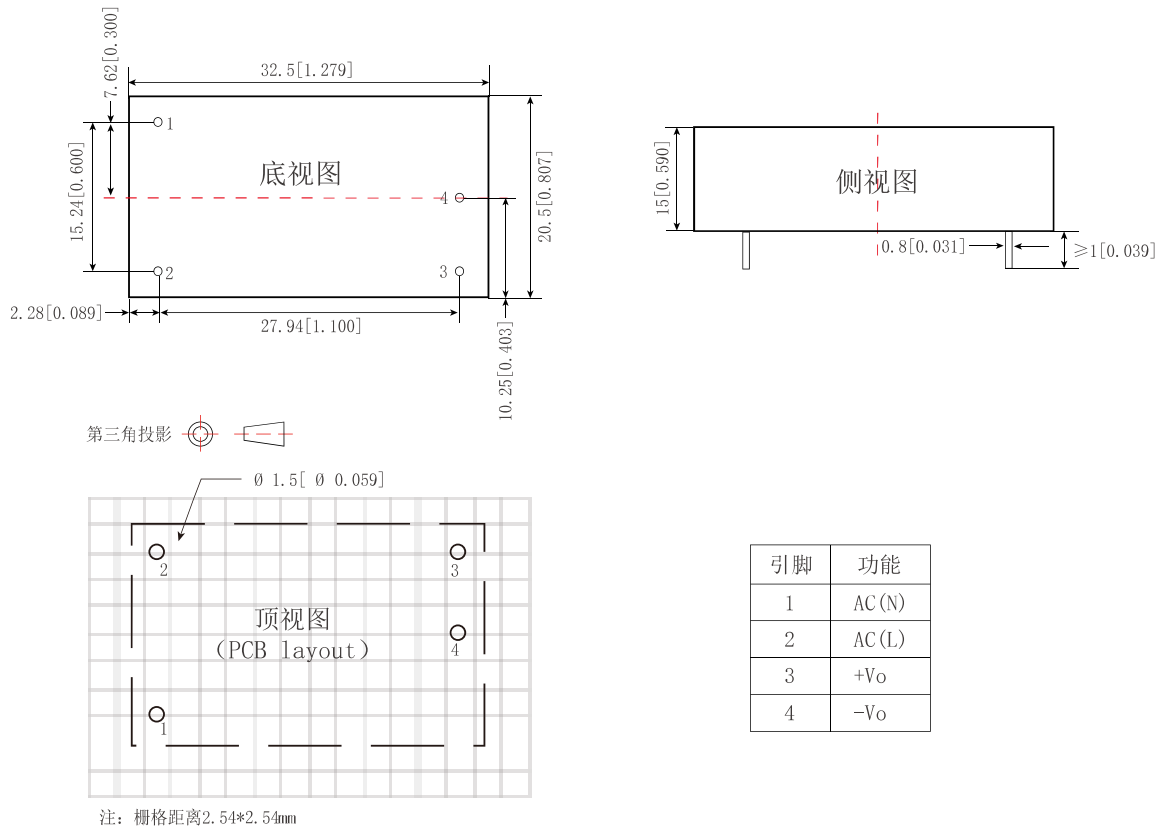 7.62[0.300]
32.5[1.279]
1
底视图
15.24[0.600]
4
20.5[0.807]
2
3
2.28[0.089]
27.94[1.100]
10.25[0.403]
15[0.590]
侧视图
0.8[0.031]
≥1[0.039]
第三角投影
Ø 1.5[ Ø 0.059]
2
3
顶视图
(PCB layout)
4
1
注: 栅格距离2.54*2.54mm
引脚 功能
1 AC(N)
2 AC(L)
3 +Vo
4 -Vo